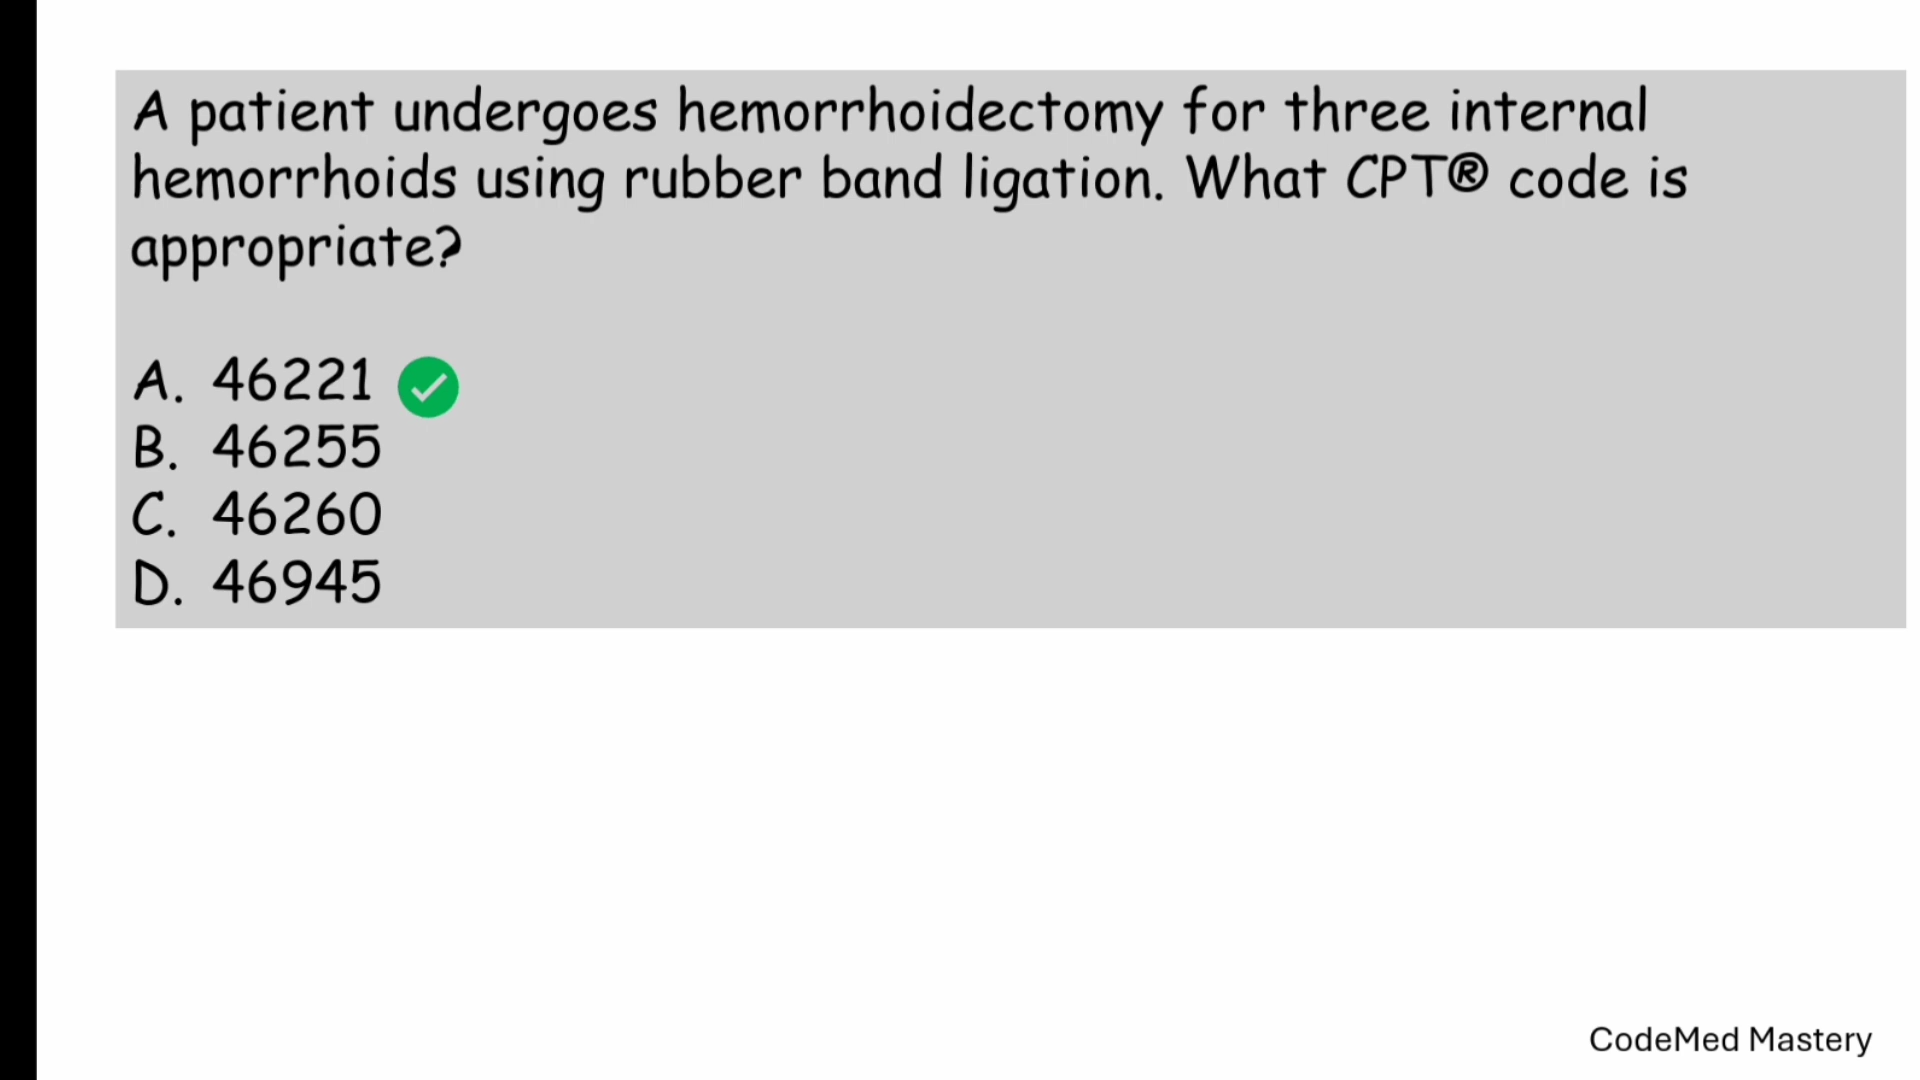 A patient undergoes hemorrhoidectomy for three internal
hemorrhoids using rubber band ligation. What CPT® code is
appropriate?
A. 46221
B. 46255
C. 46260
D. 46945
CodeMed Mastery